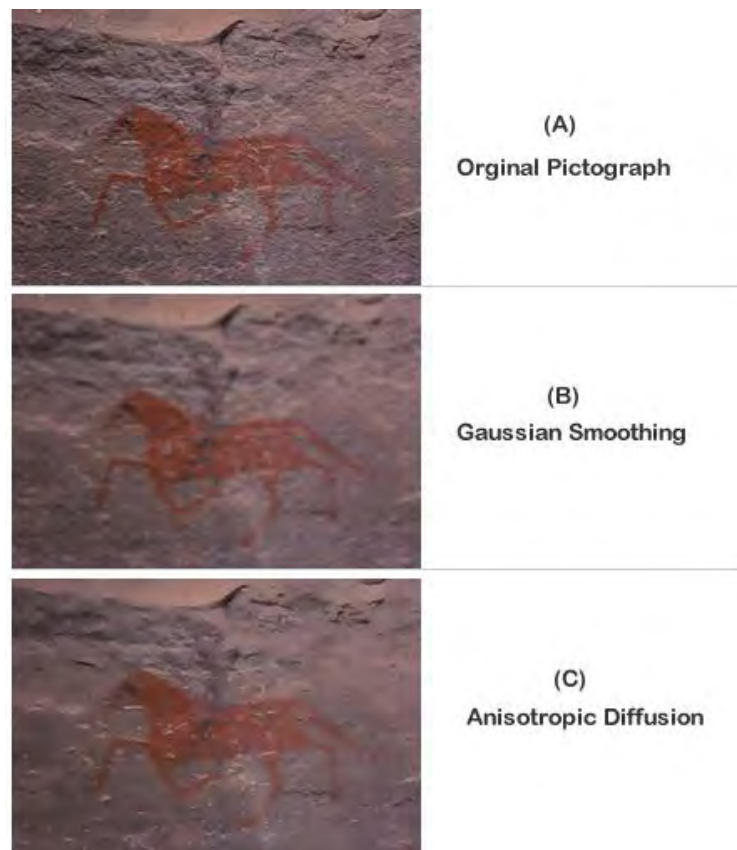 (A)
Orginal Pictograph
(B)
Gaussian Smoothing
(C)
Anisotropic Diffusion